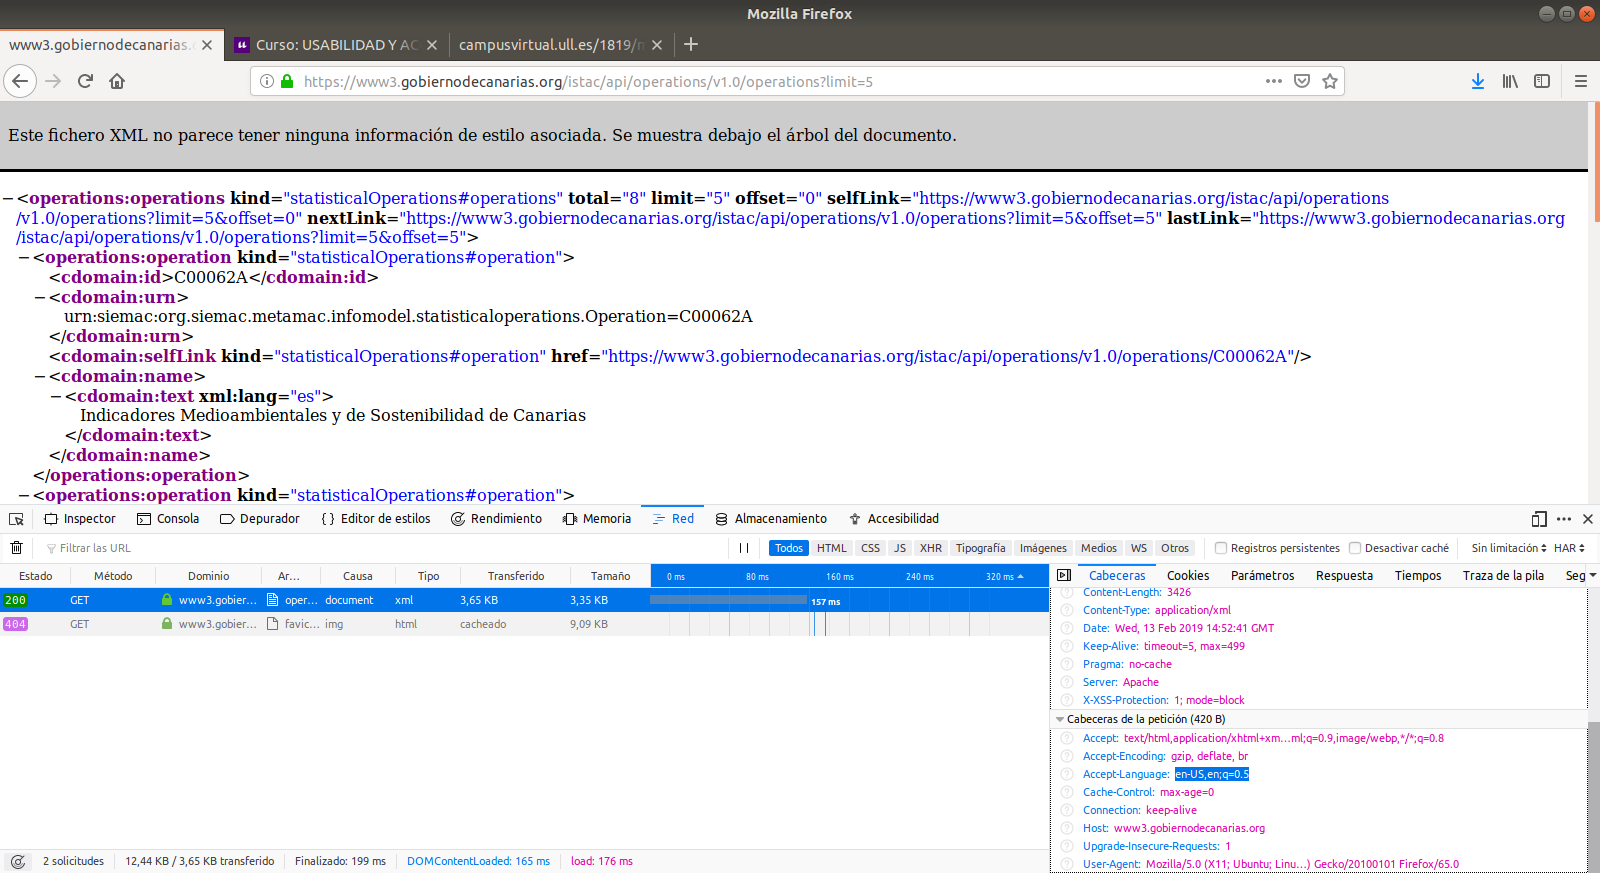 Mozilla Firefox
www3.gobiernodecanarias.
Curso: USABILIDAD Y AC
campusvirtual.ull.es/1819/
https://www3.gobiernodecanarias.org/istac/api/operations/v1.0/operations?limit=5
Este fichero XML no parece tener ninguna información de estilo asociada. Se muestra debajo el árbol del documento.
−<operations:operations kind="statisticalOperations#operations" total="8" limit="5" offset="0" selfLink="https://www3.gobiernodecanarias.org/istac/api/operations
/v1.0/operations?limit=5&offset=0" nextLink="https://www3.gobiernodecanarias.org/istac/api/operations/v1.0/operations?limit=5&offset=5" lastLink="https://www3.gobiernodecanarias.org
/istac/api/operations/v1.0/operations?limit=5&offset=5">
−<operations:operation kind="statisticalOperations#operation">
<cdomain:id>C00062A</cdomain:id>
−<cdomain:urn>
urn:siemac:org.siemac.metamac.infomodel.statisticaloperations.Operation=C00062A
</cdomain:urn>
<cdomain:selfLink kind="statisticalOperations#operation" href="https://www3.gobiernodecanarias.org/istac/api/operations/v1.0/operations/C00062A"/>
−<cdomain:name>
−<cdomain:text xml:lang="es">
Indicadores Medioambientales y de Sostenibilidad de Canarias
</cdomain:text>
</cdomain:name>
</operations:operation>
−<operations:operation kind="statisticalOperations#operation">
Inspector Consola Depurador Editor de estilos Rendimiento Memoria Red Almacenamiento Accesibilidad
Filtrar las URL Todos HTML CSS JS XHR Tipografía Imágenes Medios WS Otros Registros persistentes Desactivar caché Sin limitación HAR
Estado Método Dominio Ar... Causa Tipo Transferido Tamaño 0 ms 80 ms 160 ms 240 ms 320 ms
200 GET www3.gobier... oper... document xml 3,65 KB 3,35 KB 157 ms
404 GET www3.gobier... favic... img html cacheado 9,09 KB
Cabeceras Cookies Parámetros Respuesta Tiempos Traza de la pila Seg
Content-Length: 3426
Content-Type: application/xml
Date: Wed, 13 Feb 2019 14:52:41 GMT
Keep-Alive: timeout=5, max=499
Pragma: no-cache
Server: Apache
X-XSS-Protection: 1; mode=block
Cabeceras de la petición (420 B)
Accept: text/html,application/xhtml+xm...ml;q=0.9,image/webp,*/*;q=0.8
Accept-Encoding: gzip, deflate, br
Accept-Language: en-US,en;q=0.5
Cache-Control: max-age=0
Connection: keep-alive
Host: www3.gobiernodecanarias.org
Upgrade-Insecure-Requests: 1
User-Agent: Mozilla/5.0 (X11; Ubuntu; Linu...) Gecko/20100101 Firefox/65.0
2 solicitudes 12,44 KB / 3,65 KB transferido Finalizado: 199 ms DOMContentLoaded: 165 ms load: 176 ms